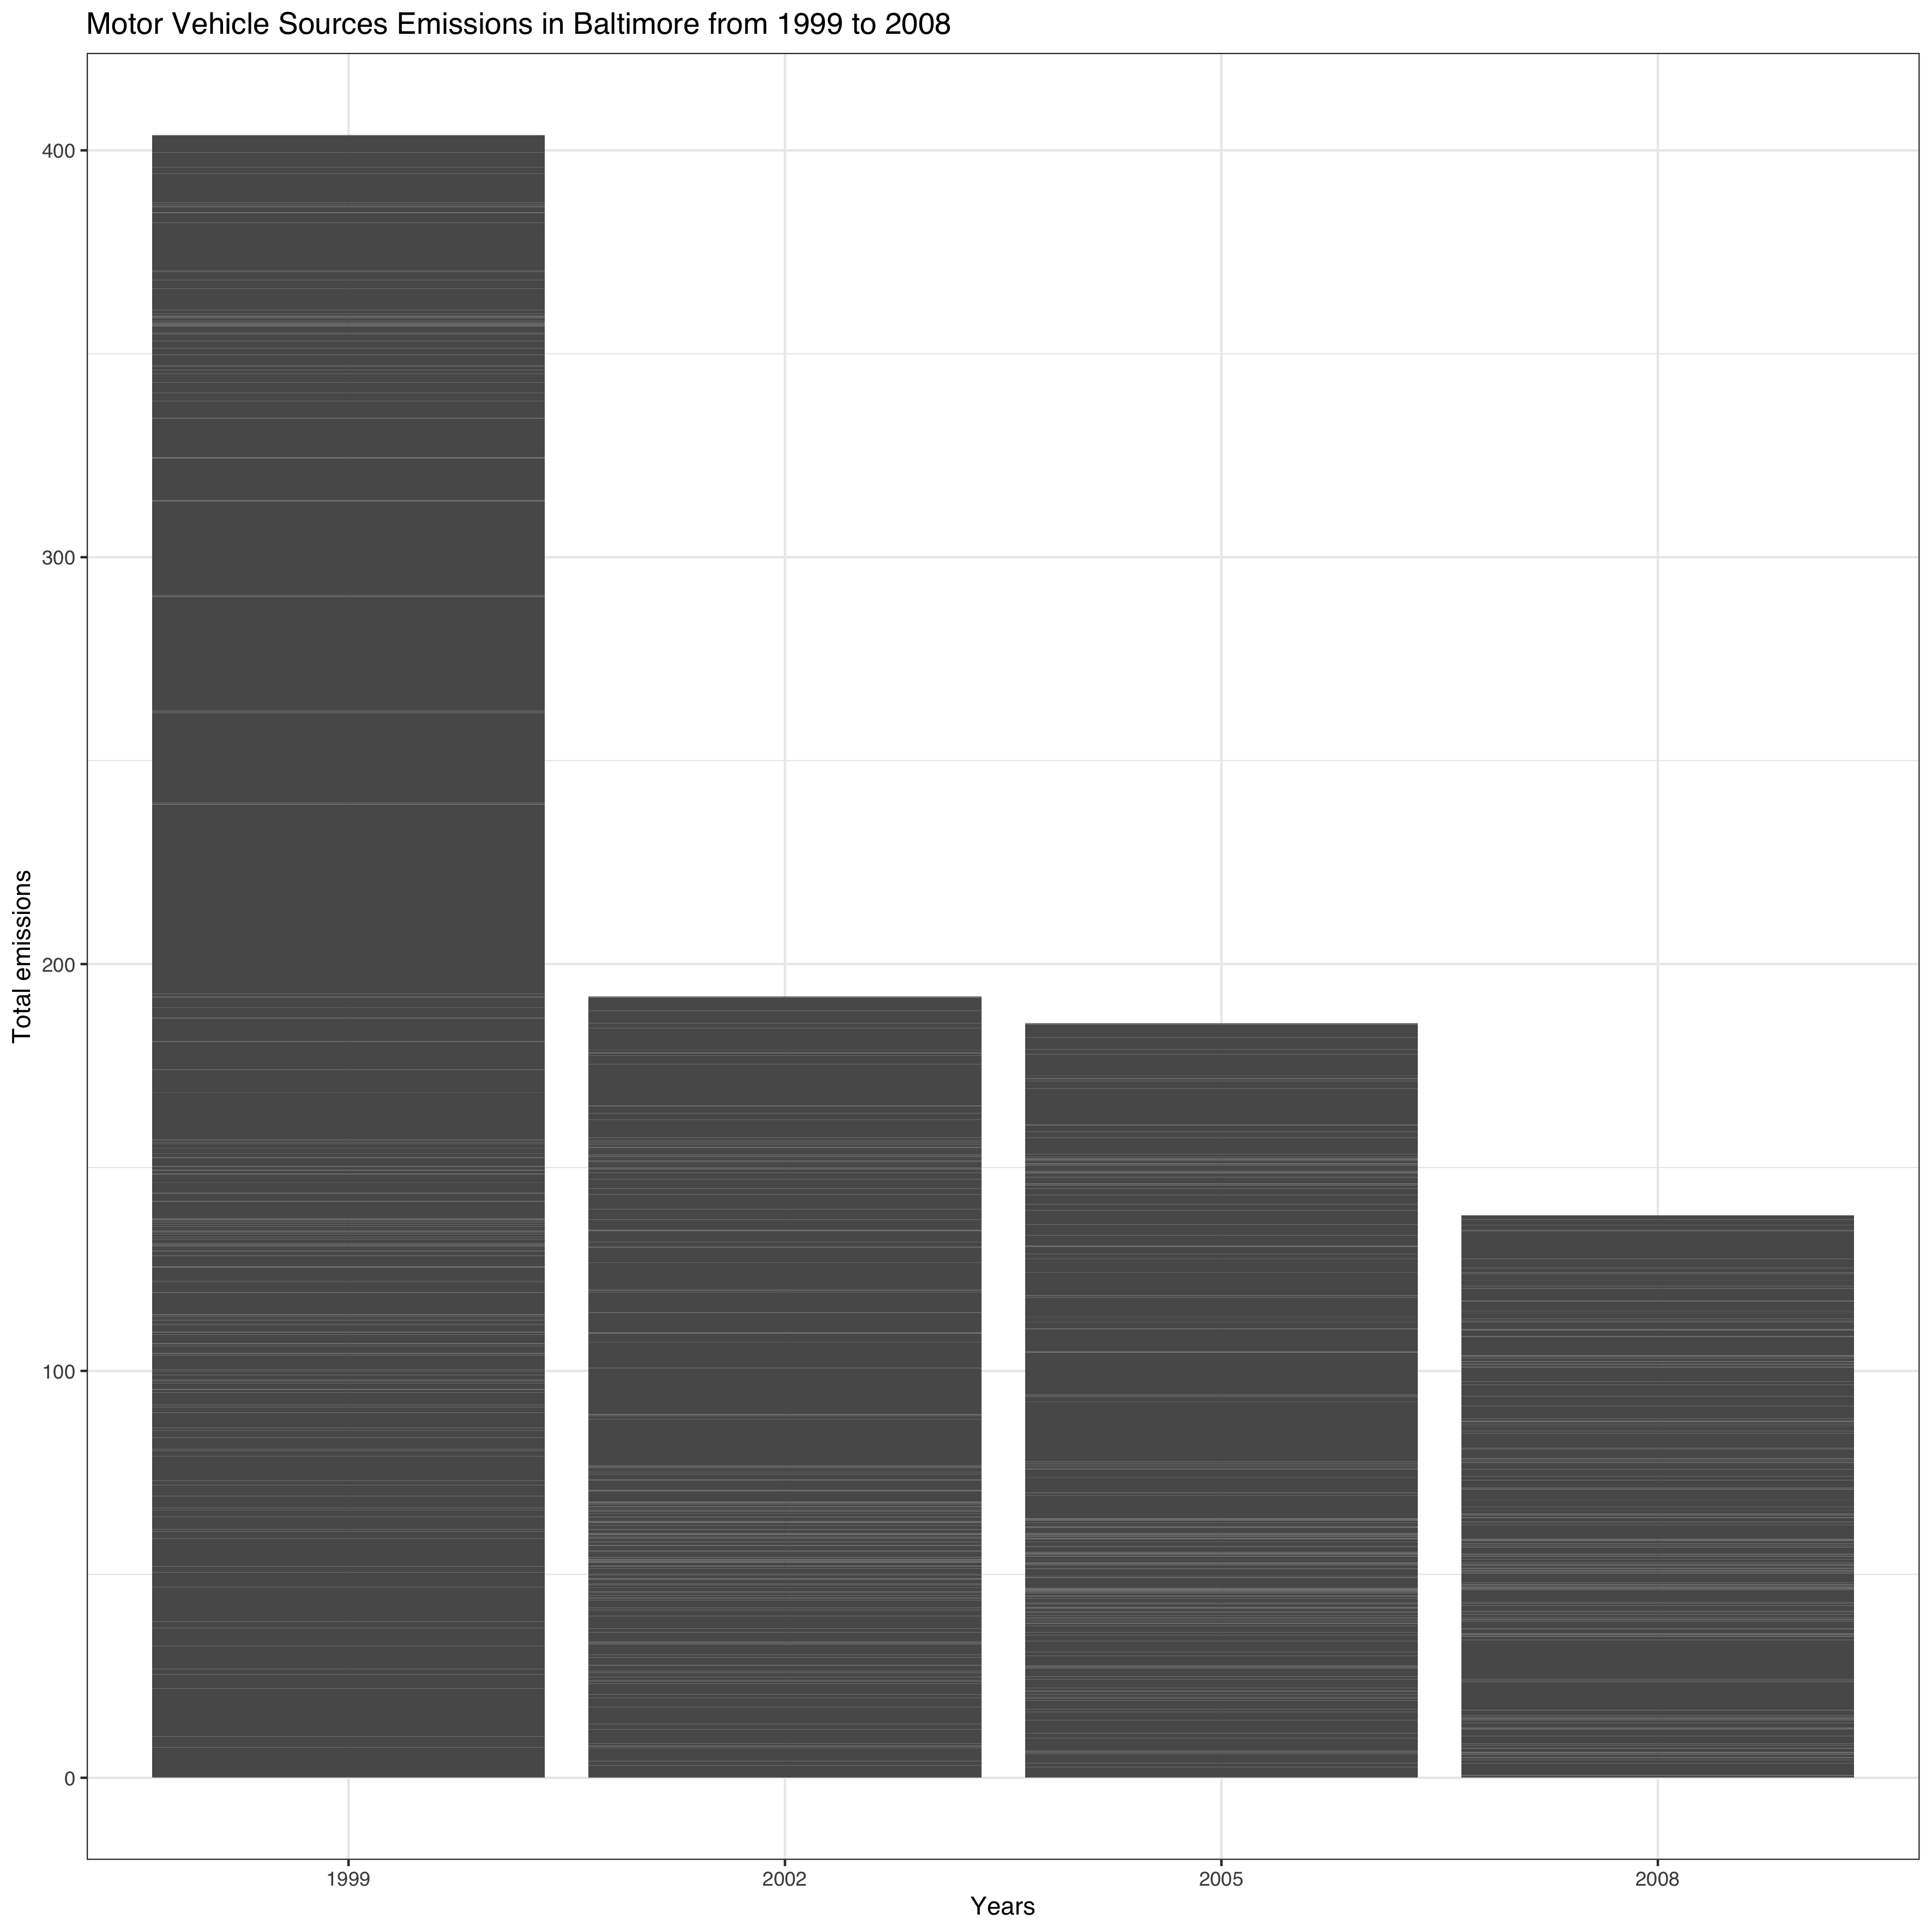 Motor Vehicle Sources Emissions in Baltimore from 1999 to 2008
Total emissions
400
300
200
100
0
1999 2002 2005 2008
Years